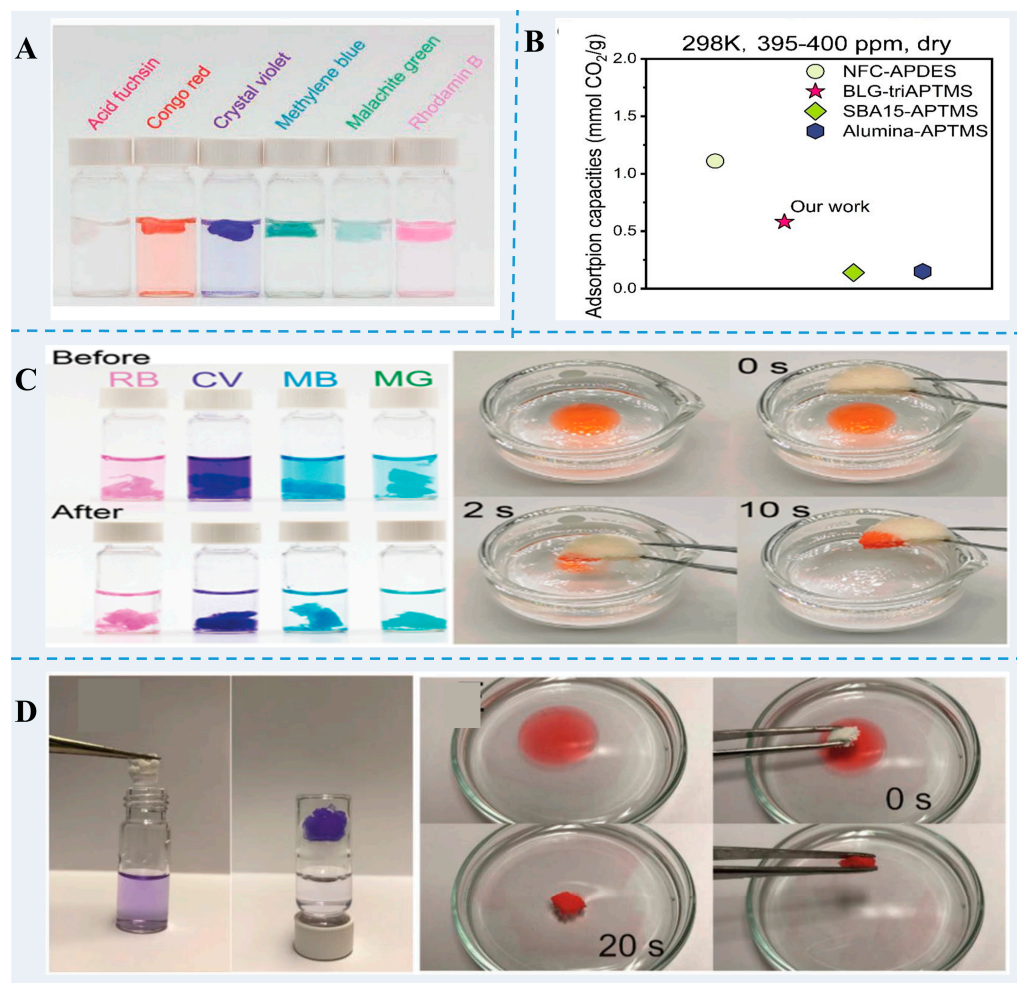 A
Acid fuchsin
Congo red
Crystal violet
Methylene blue
Malachite green
Rhodamin B
B
298K, 395-400 ppm, dry
Adsortpion capacities (mmol CO₂/g)
2.0
1.5
1.0
0.5
0.0
NFC-APDES
BLG-triAPTMS
SBA15-APTMS
Alumina-APTMS
Our work
C
Before
RB CV MB MG
After
0 s
2 s
10 s
D
0 s
20 s